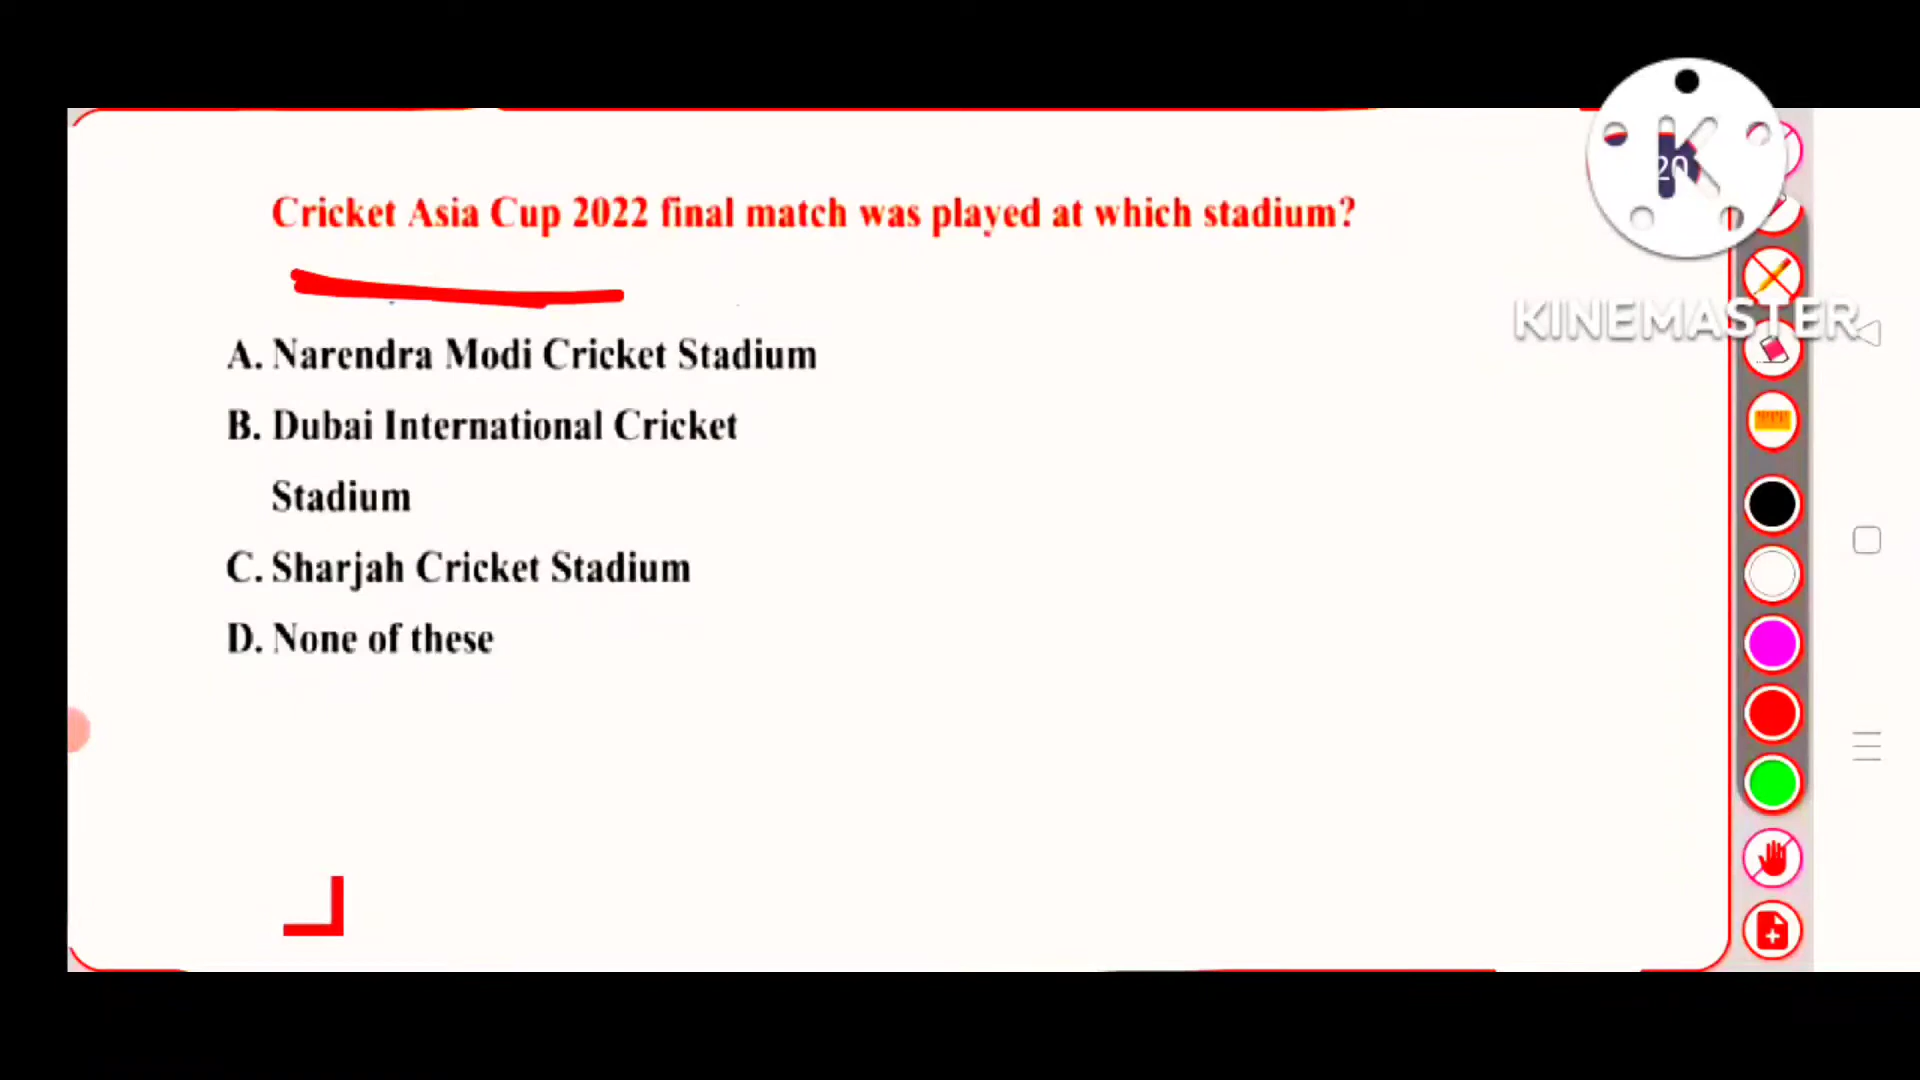 Cricket Asia Cup 2022 final match was played at which stadium?
A. Narendra Modi Cricket Stadium
B. Dubai International Cricket
Stadium
C. Sharjah Cricket Stadium
D. None of these
K
20
KINEMASTER